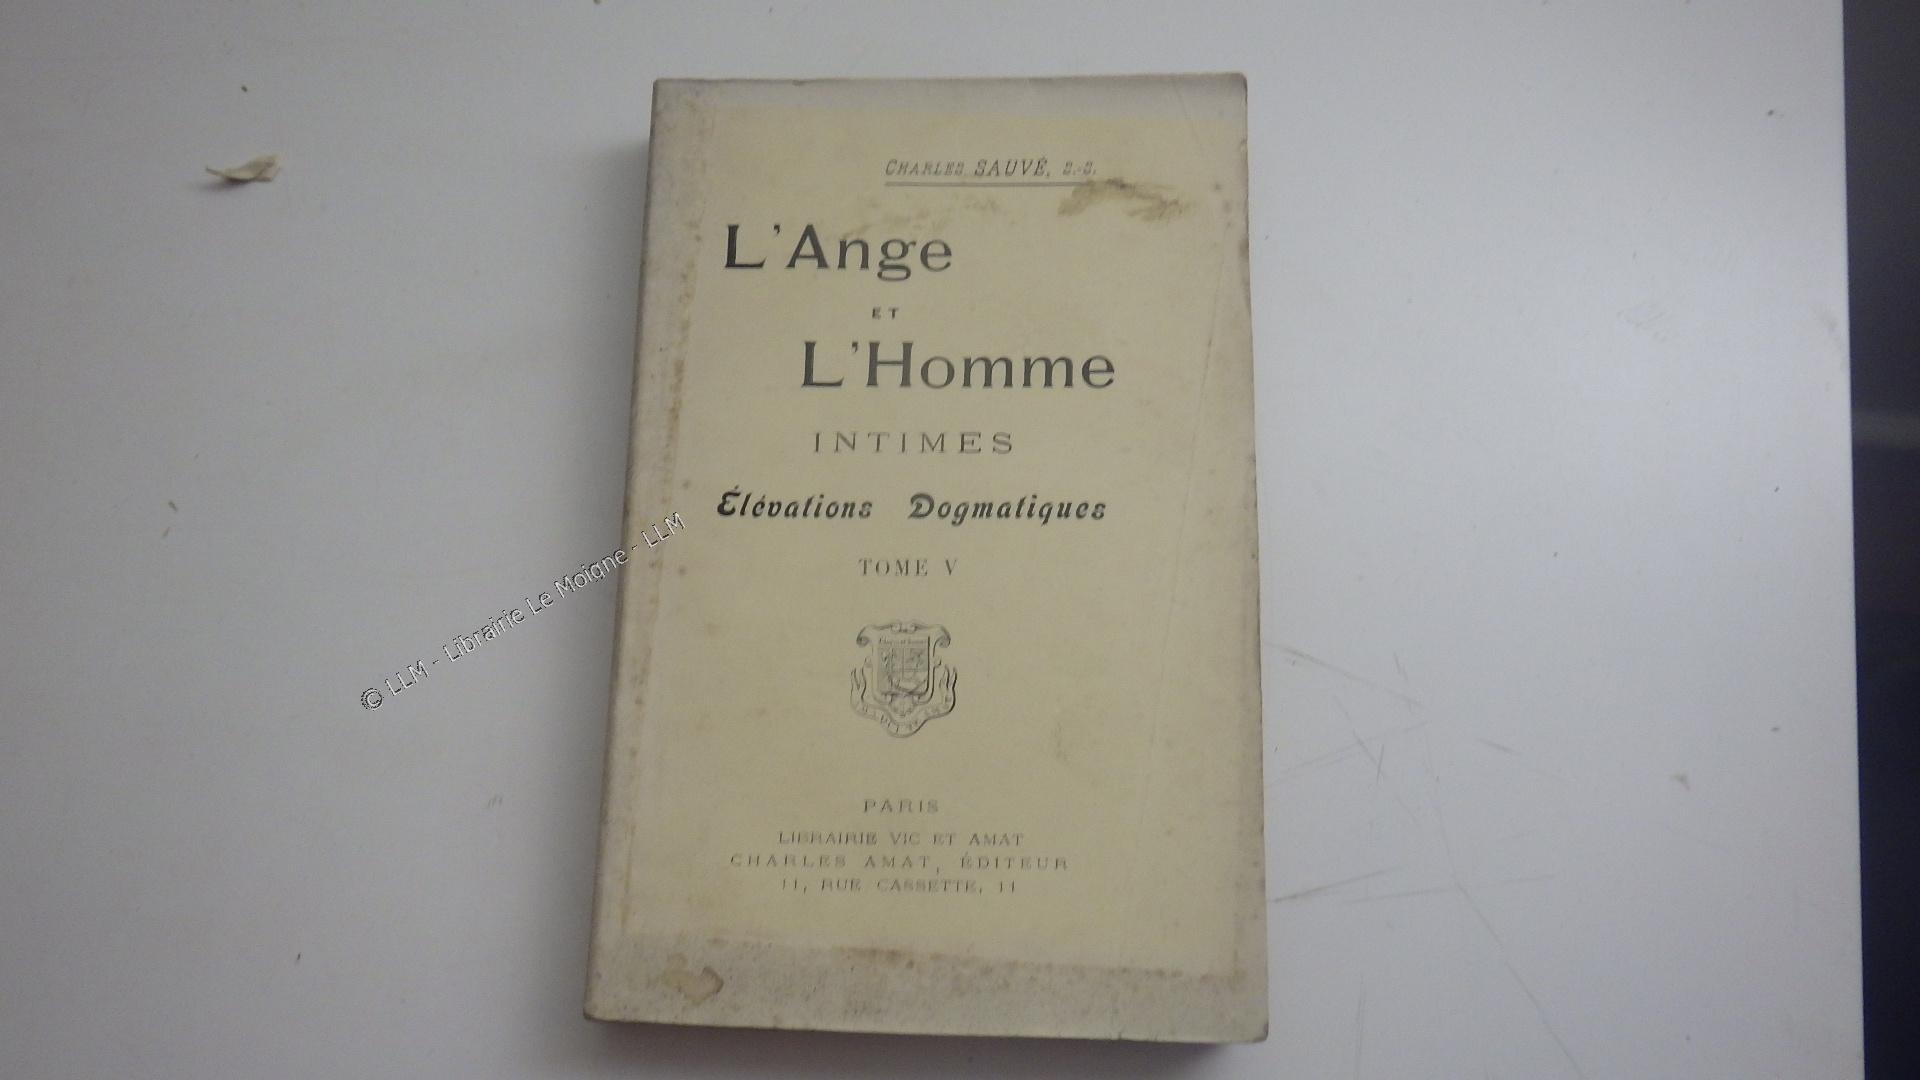 CHARLES SAUVÉ, S.-S.
L'Ange
ET
L'Homme
INTIMES
Élévations Dogmatiques
TOME V
PARIS
LIBRAIRIE VIC ET AMAT
CHARLES AMAT, ÉDITEUR
11, RUE CASSETTE, 11
© LLM - Librairie Le Moigne - LLM